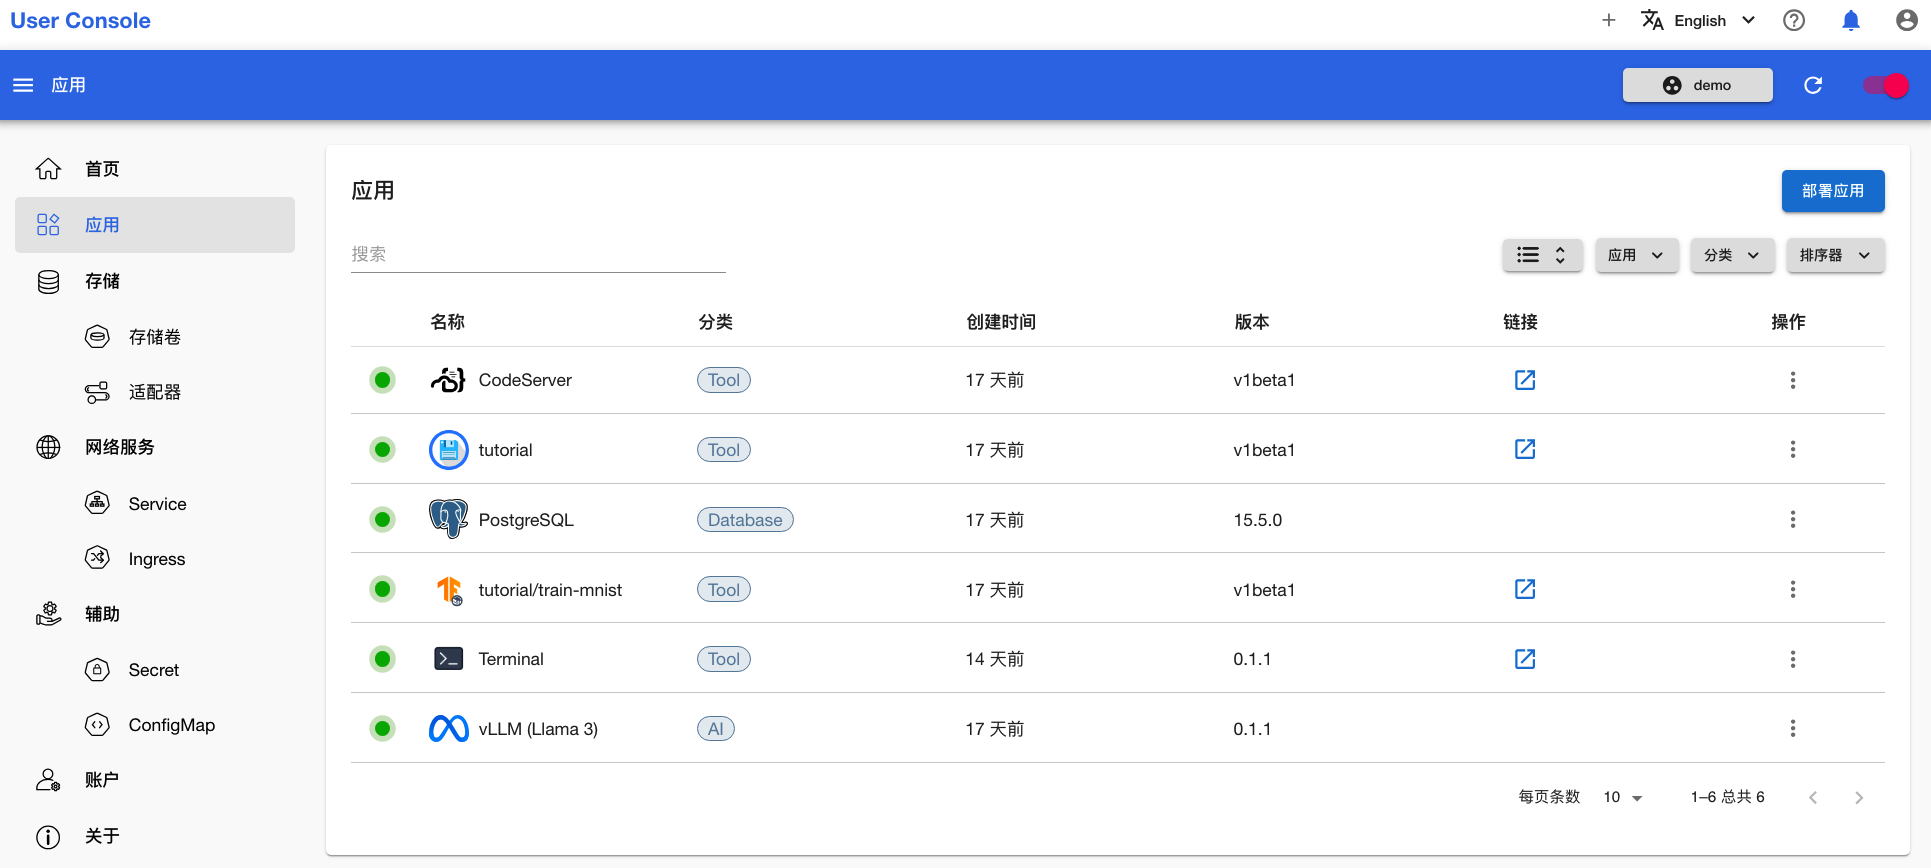 User Console
English
应用
demo
首页
应用
存储
存储卷
适配器
网络服务
Service
Ingress
辅助
Secret
ConfigMap
账户
关于
应用
部署应用
搜索
应用 分类 排序器
名称 分类 创建时间 版本 链接 操作
CodeServer Tool 17 天前 v1beta1
tutorial Tool 17 天前 v1beta1
PostgreSQL Database 17 天前 15.5.0
tutorial/train-mnist Tool 17 天前 v1beta1
Terminal Tool 14 天前 0.1.1
vLLM (Llama 3) AI 17 天前 0.1.1
每页条数 10 1–6 总共 6